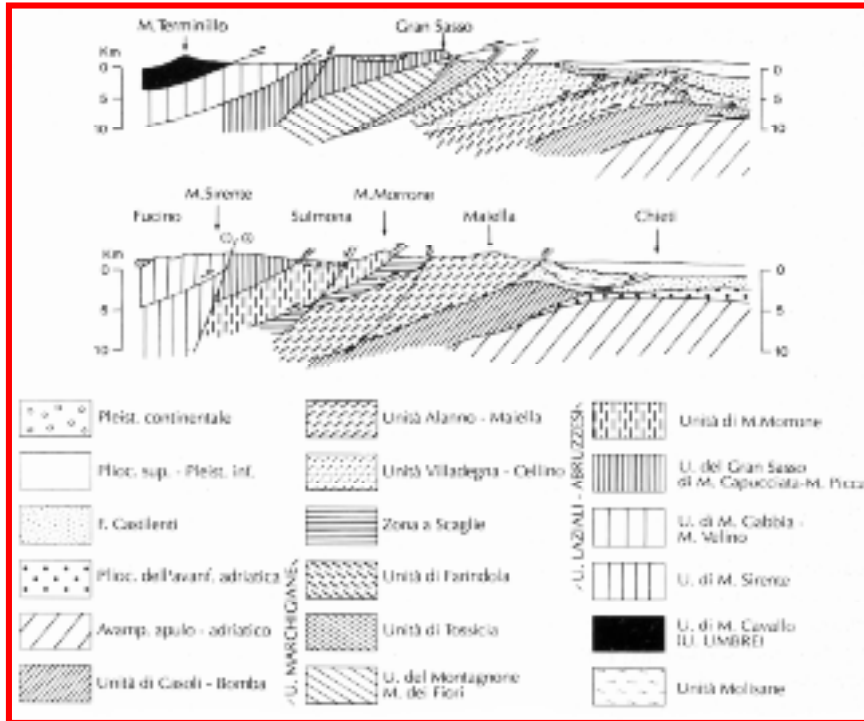 M. Terminillo Gran Sasso
Km
0 0
5 5
10 10
M.Sirente M.Morrone
Fucino Sulmona Maiella Chieti
Km
0 0
5 5
10 10
Pleist. continentale
Plioc. sup. - Pleist. inf.
F. Castilenti
Plioc. dell'avanf. adriatica
Avamp. apulo - adriatico
Unità di Casoli - Bomba
U. MARCHIGIANE
Unità Alanno - Maiella
Unità Villadegna - Cellino
Zona a Scaglie
Unità di Farindola
Unità di Tossicia
U. del Montagnone
M. dei Fiori
U. LAZIALI - ABRUZZESI
Unità di M.Morrone
U. del Gran Sasso
di M. Capucciata-M. Picca
U. di M. Gabbia -
M. Velino
U. di M. Sirente
U. di M. Cavallo
(U. UMBRE)
Unità Molisane